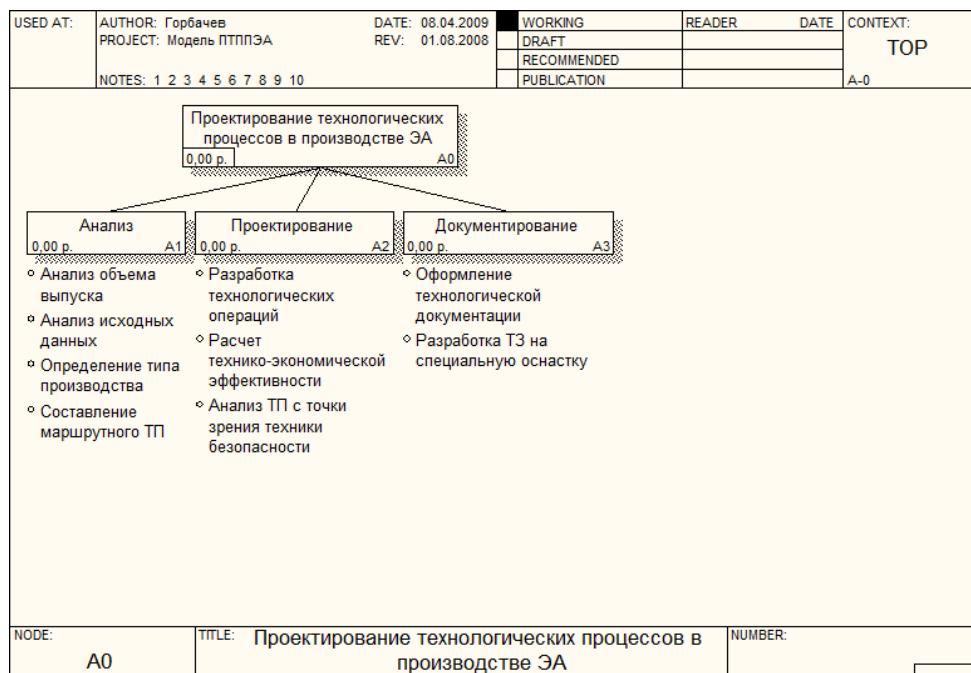 USED AT:
AUTHOR: Горбачев
DATE: 08.04.2009
PROJECT: Модель ПТППЭА
REV: 01.08.2008
NOTES: 1 2 3 4 5 6 7 8 9 10
WORKING
DRAFT
RECOMMENDED
PUBLICATION
READER
DATE
CONTEXT:
TOP
A-0
Проектирование технологических
процессов в производстве ЭА
0,00 р.
A0
Анализ
0,00 р.
A1
Проектирование
0,00 р.
A2
Документирование
0,00 р.
A3
Анализ объема
выпуска
Анализ исходных
данных
Определение типа
производства
Составление
маршрутного ТП
Разработка
технологических
операций
Расчет
технико-экономической
эффективности
Анализ ТП с точки
зрения техники
безопасности
Оформление
технологической
документации
Разработка ТЗ на
специальную оснастку
NODE:
A0
TITLE:
Проектирование технологических процессов в
производстве ЭА
NUMBER: